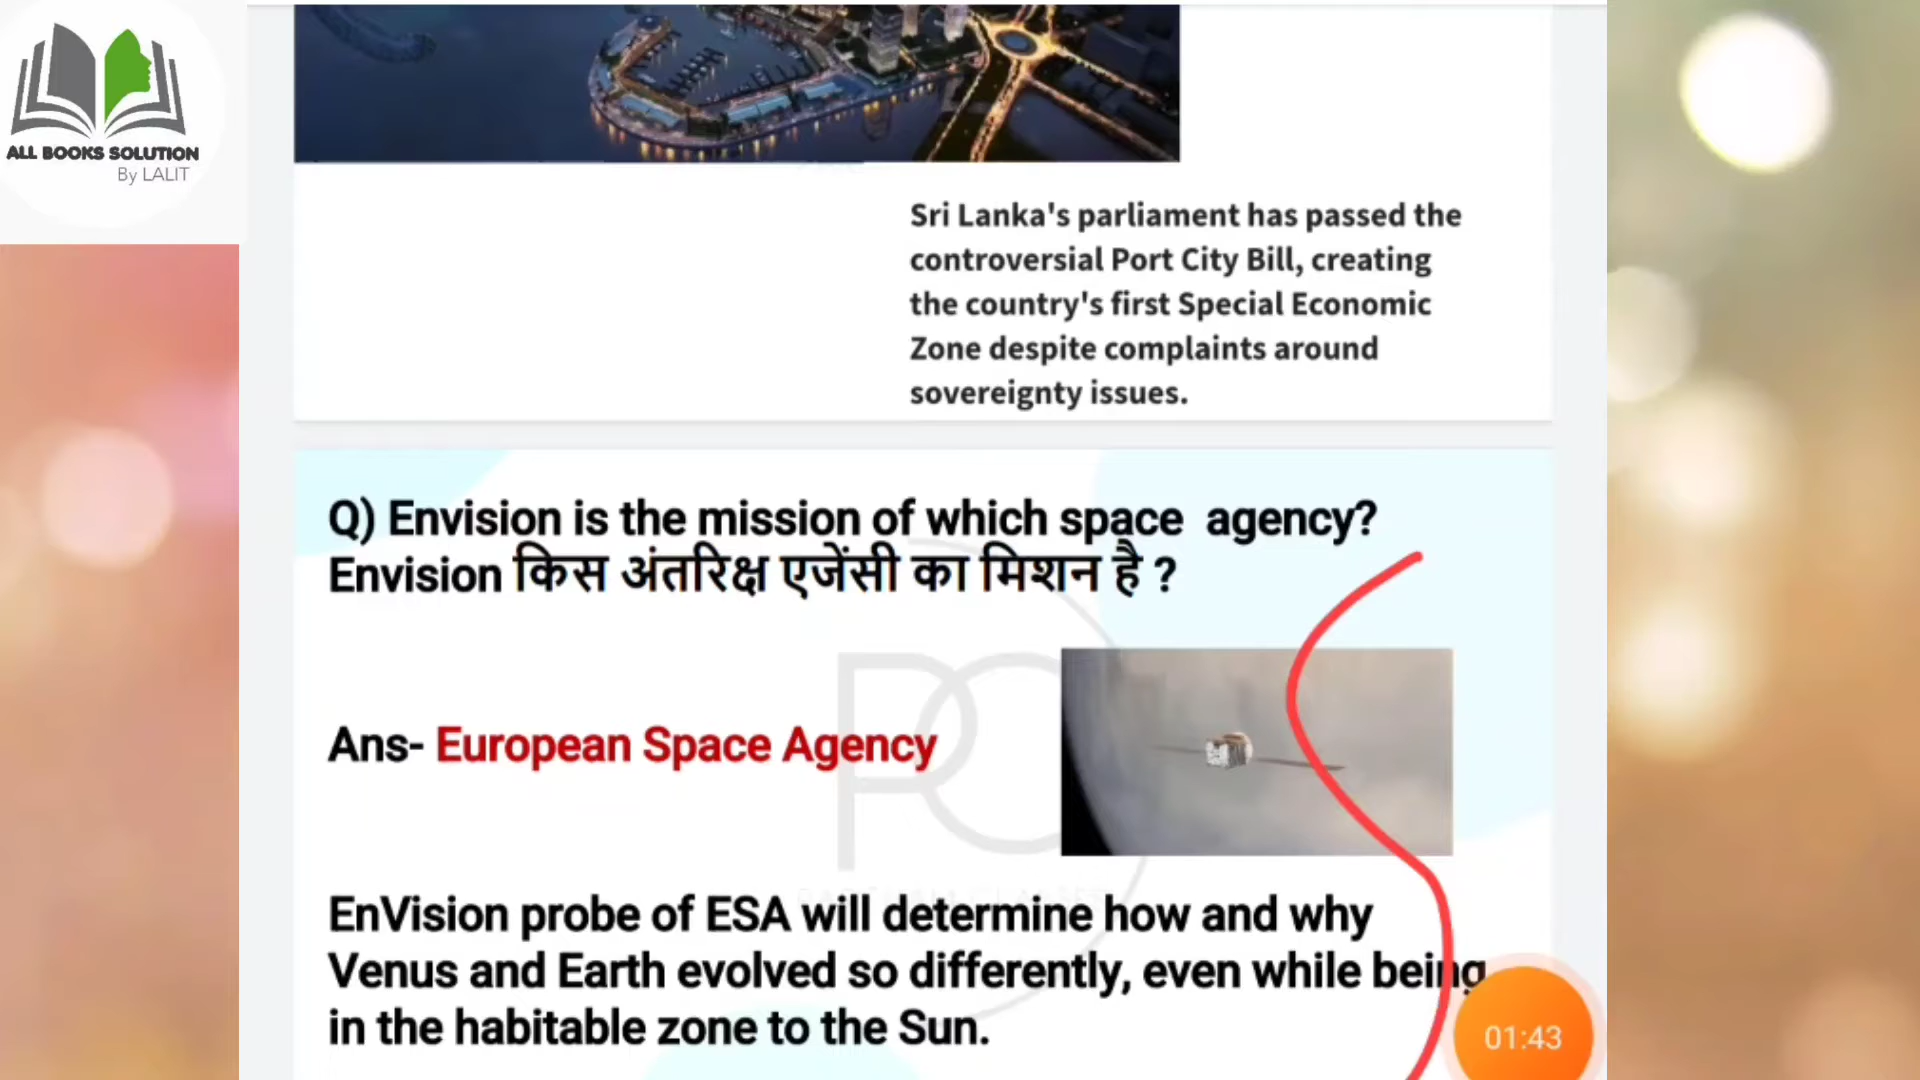 ALL BOOKS SOLUTION
By LALIT
Sri Lanka's parliament has passed the
controversial Port City Bill, creating
the country's first Special Economic
Zone despite complaints around
sovereignty issues.
Q) Envision is the mission of which space agency?
Envision किस अंतरिक्ष एजेंसी का मिशन है ?
Ans- European Space Agency
EnVision probe of ESA will determine how and why
Venus and Earth evolved so differently, even while being
in the habitable zone to the Sun.
01:43